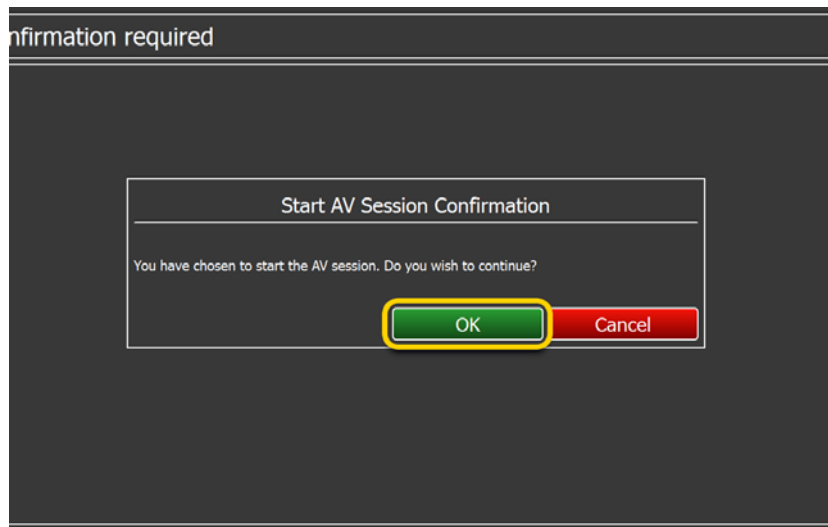 nfirmation required
Start AV Session Confirmation
You have chosen to start the AV session. Do you wish to continue?
OK
Cancel